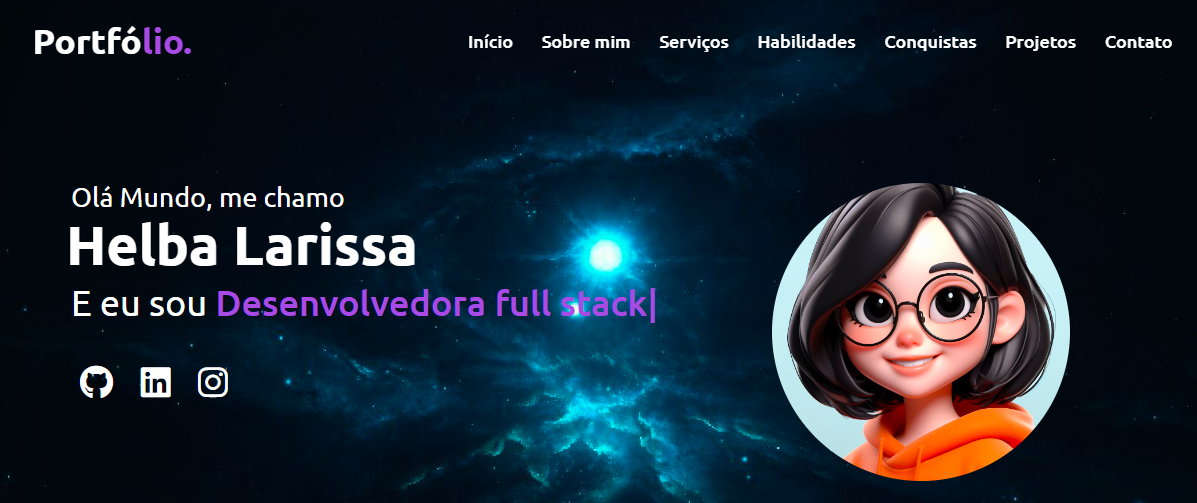 Portfólio.
Início Sobre mim Serviços Habilidades Conquistas Projetos Contato
Olá Mundo, me chamo
Helba Larissa
E eu sou Desenvolvedora full stack|
in